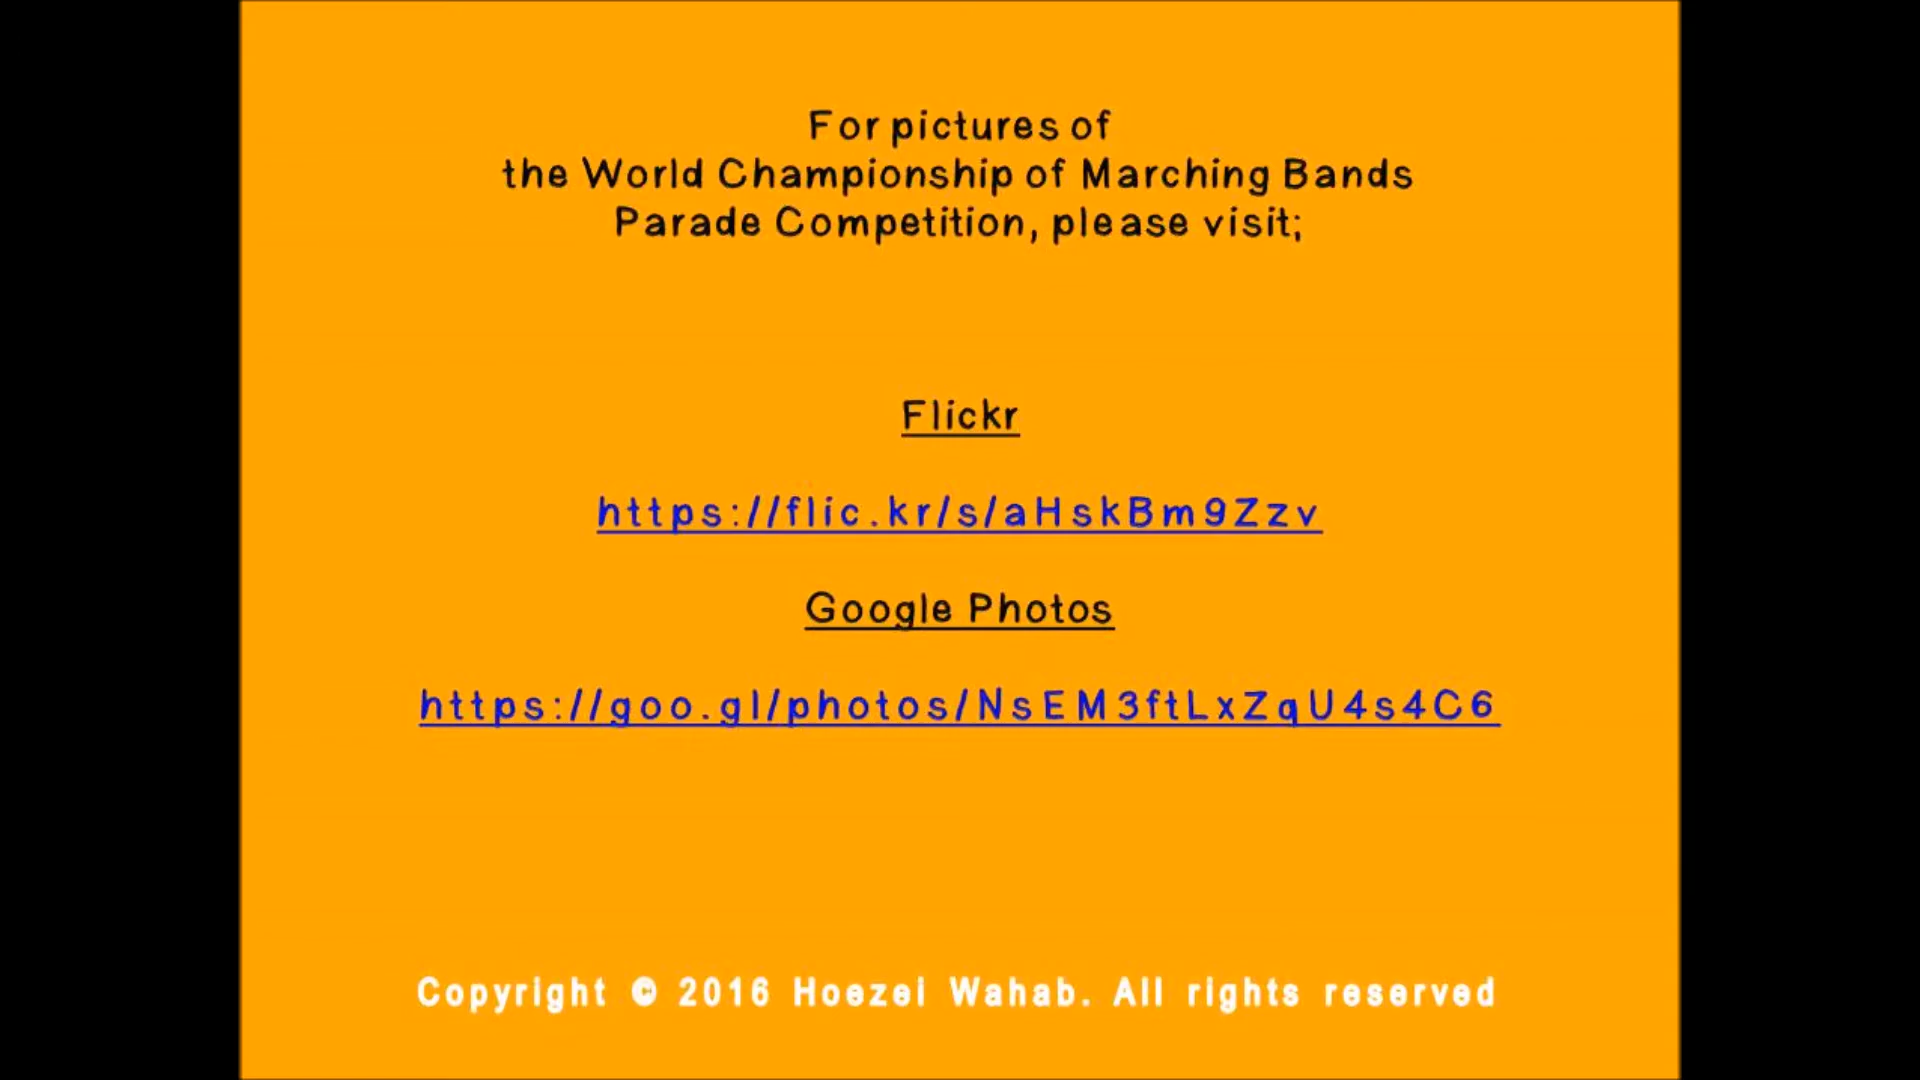 For pictures of
the World Championship of Marching Bands
Parade Competition, please visit;
Flickr
https://flic.kr/s/aHskBm9Zzv
Google Photos
https://goo.gl/photos/NsEM3ftLxZqU4s4C6
Copyright © 2016 Hoezei Wahab. All rights reserved